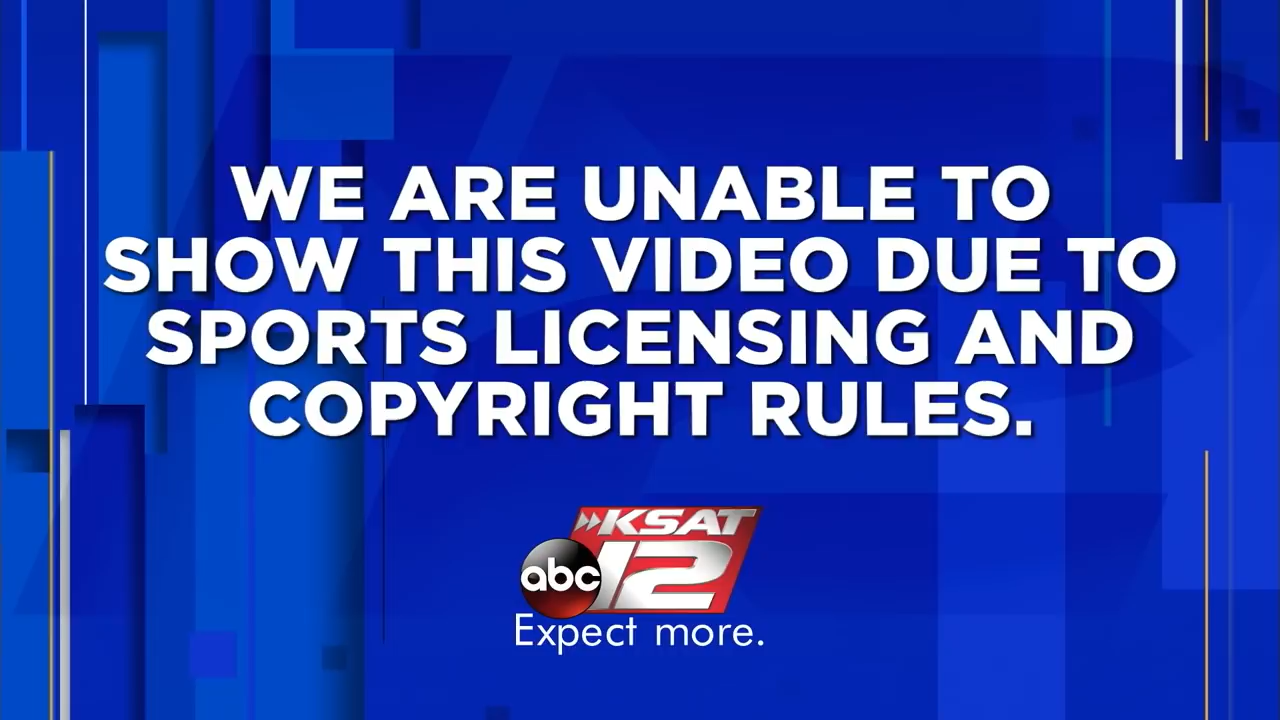 WE ARE UNABLE TO
SHOW THIS VIDEO DUE TO
SPORTS LICENSING AND
COPYRIGHT RULES.
KSAT
abc 12
Expect more.